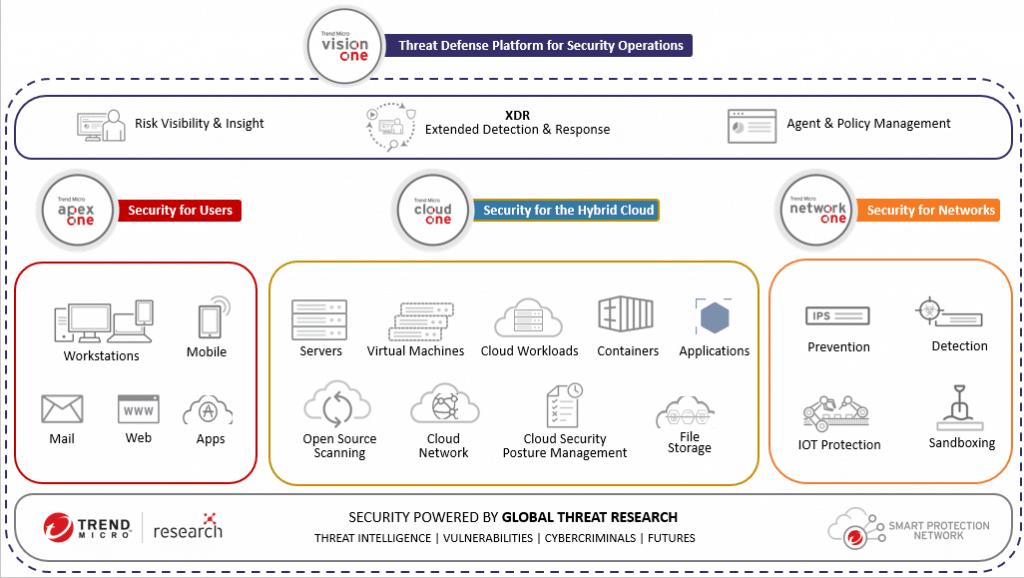 Trend Micro
vision
one
Threat Defense Platform for Security Operations
Risk Visibility & Insight
XDR
Extended Detection & Response
Agent & Policy Management
Trend Micro
apex
one
Security for Users
Trend Micro
cloud
one
Security for the Hybrid Cloud
Trend Micro
network
one
Security for Networks
Workstations
Mobile
Mail
WWW
Web
Apps
Servers
Virtual Machines
Cloud Workloads
Containers
Applications
Open Source
Scanning
Cloud
Network
Cloud Security
Posture Management
File
Storage
IPS
Prevention
Detection
IOT Protection
Sandboxing
TREND
MICRO
research
SECURITY POWERED BY GLOBAL THREAT RESEARCH
THREAT INTELLIGENCE | VULNERABILITIES | CYBERCRIMINALS | FUTURES
SMART PROTECTION
NETWORK